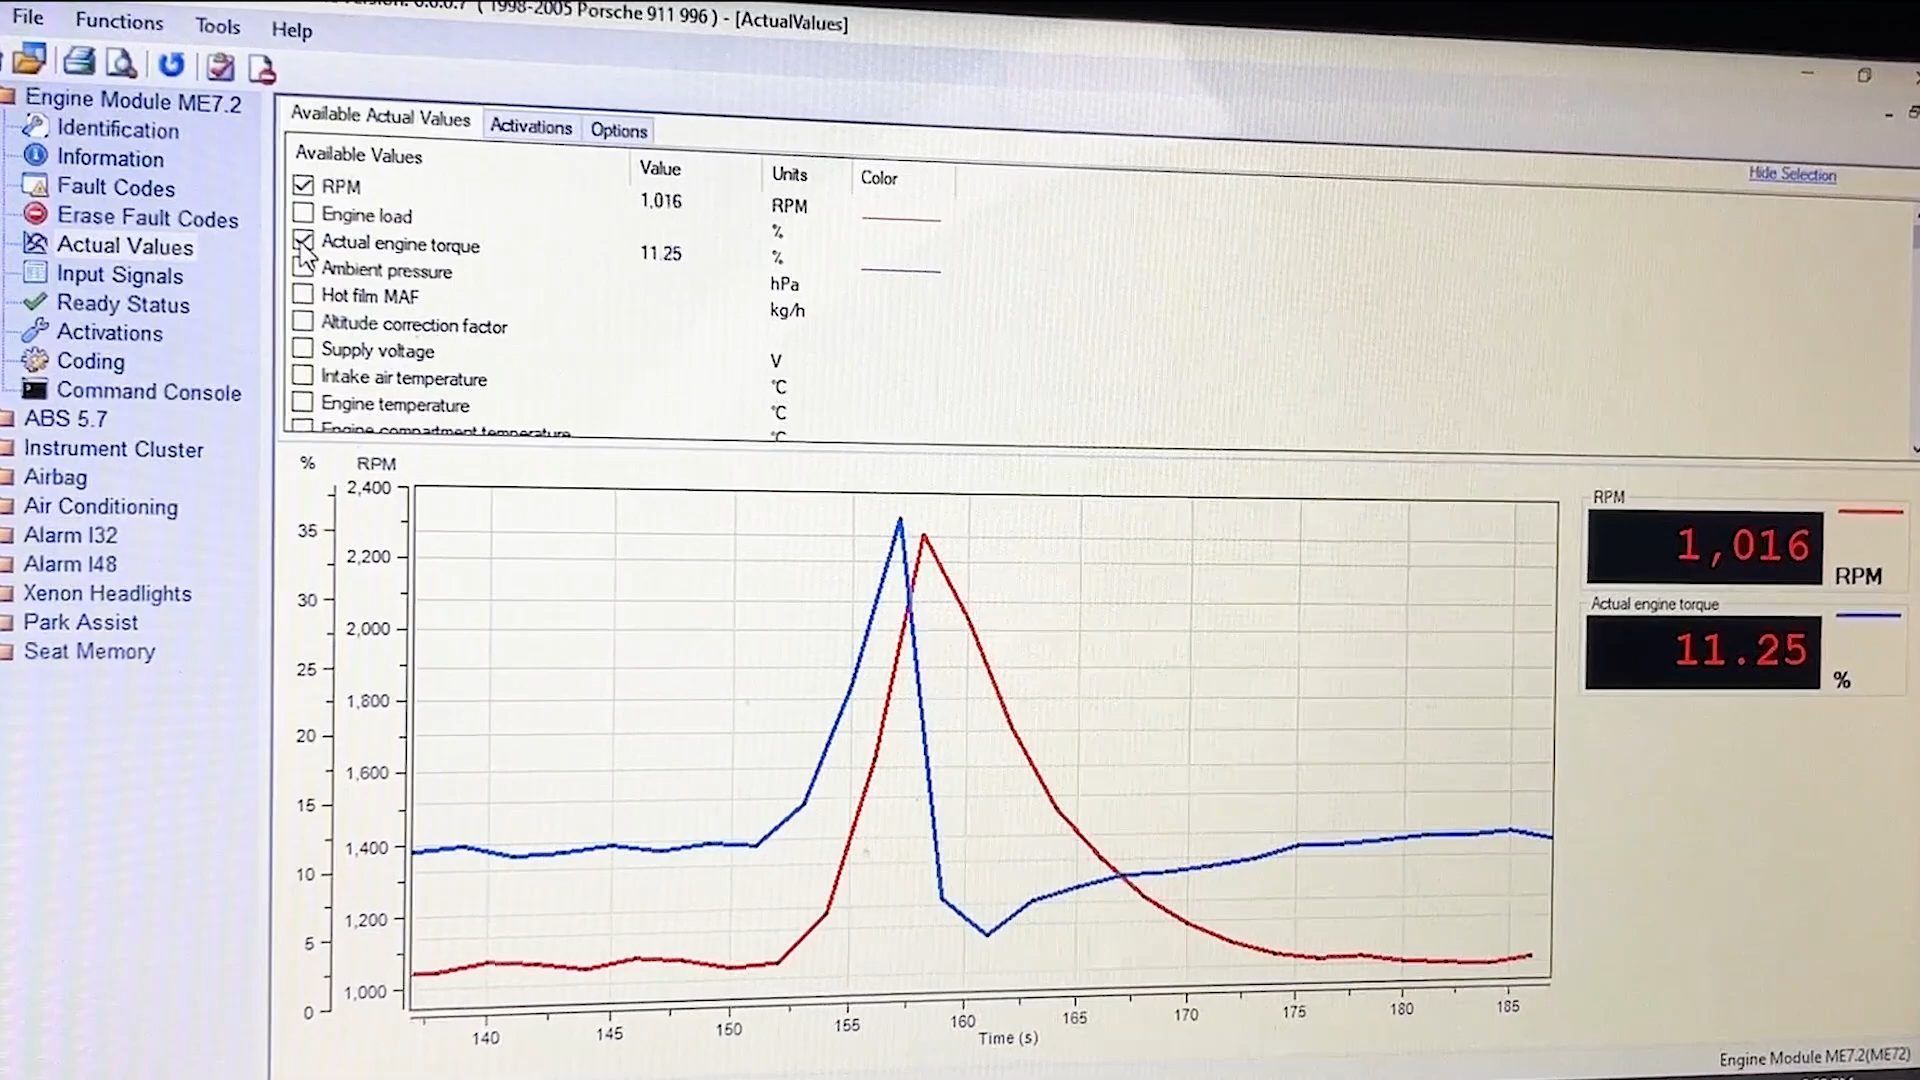 ( 1998-2005 Porsche 911 996 ) - [ActualValues]
File Functions Tools Help
Engine Module ME7.2
Identification
Information
Fault Codes
Erase Fault Codes
Actual Values
Input Signals
Ready Status
Activations
Coding
Command Console
ABS 5.7
Instrument Cluster
Airbag
Air Conditioning
Alarm I32
Alarm I48
Xenon Headlights
Park Assist
Seat Memory
Available Actual Values Activations Options
Hide Selection
Available Values Value Units Color
RPM 1,016 RPM
Engine load %
Actual engine torque 11.25 %
Ambient pressure hPa
Hot film MAF kg/h
Altitude correction factor
Supply voltage V
Intake air temperature °C
Engine temperature °C
Engine compartment temperature °C
% RPM
2,400
35
2,200
30
2,000
25
1,800
20
1,600
15
1,400
10
1,200
5
1,000
0
140 145 150 155 160 165 170 175 180 185
Time (s)
RPM
1,016 RPM
Actual engine torque
11.25 %
Engine Module ME7.2(ME72)